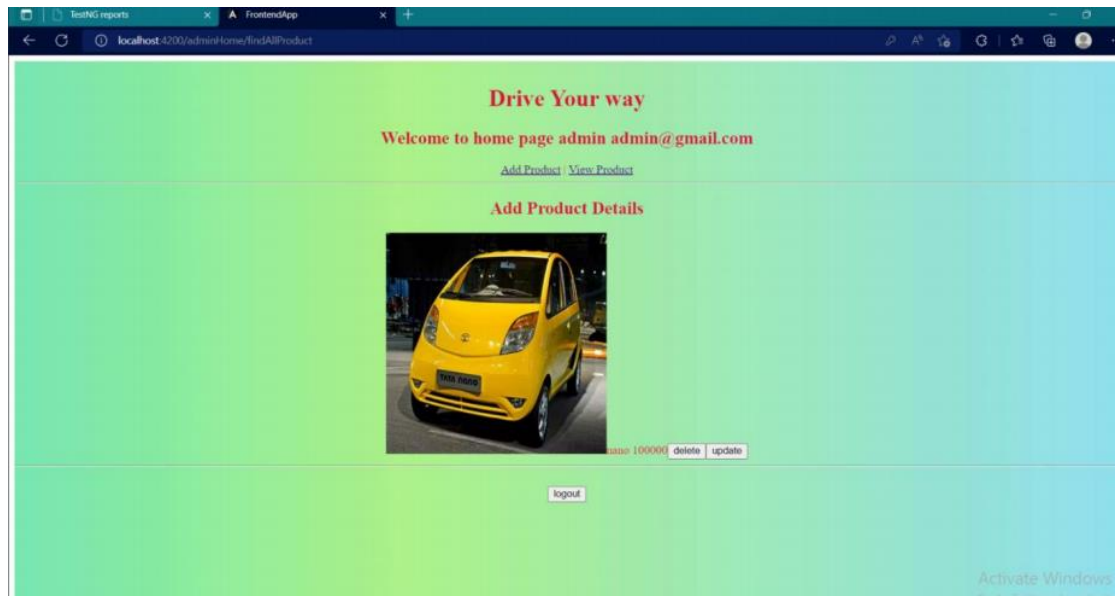 TestNG reports
FrontendApp
localhost:4200/adminHome/findAllProduct
Drive Your way
Welcome to home page admin admin@gmail.com
Add Product | View Product
Add Product Details
TATA nano
nano 100000 delete update
logout
Activate Windows